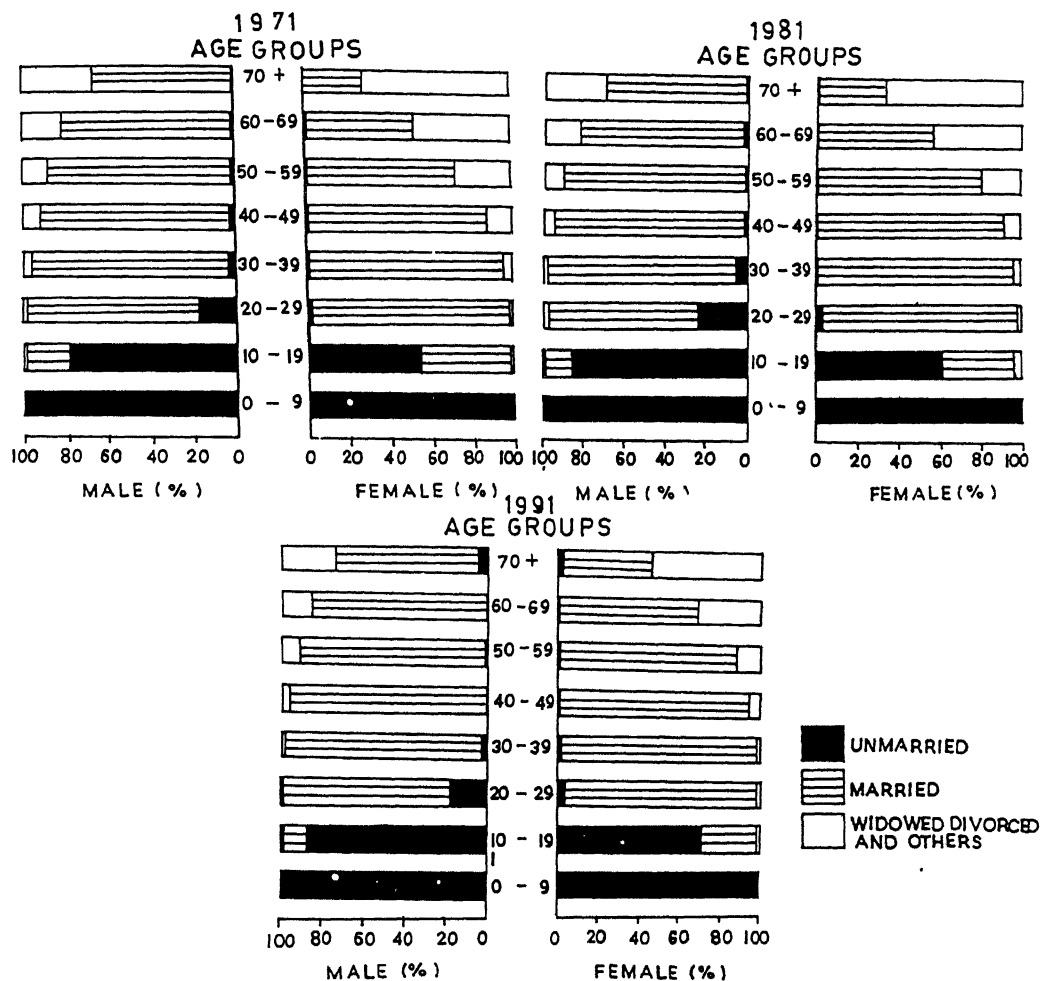 1971
AGE GROUPS
70 +
60-69
50-59
40-49
30-39
20-29
10-19
0-9
100 80 60 40 20 0
0 20 40 60 80 100
MALE (%)
FEMALE (%)
1981
AGE GROUPS
70+
60-69
50-59
40-49
30-39
20-29
10-19
0-9
100 80 60 40 20 0
0 20 40 60 80 100
MALE (%)
FEMALE(%)
1991
AGE GROUPS
70+
60-69
50-59
40-49
30-39
20-29
10-19
0-9
100 80 60 40 20 0
0 20 40 60 80 100
MALE (%)
FEMALE (%)
UNMARRIED
MARRIED
WIDOWED DIVORCED
AND OTHERS